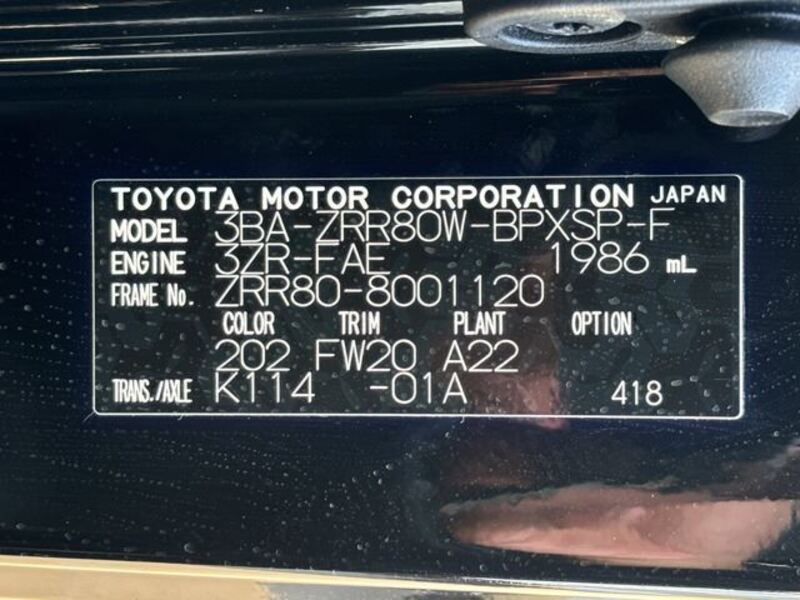 TOYOTA MOTOR CORPORATION JAPAN
MODEL 3BA-ZRR80W-BPXSP-F
ENGINE 3ZR-FAE 1986 mL
FRAME No. ZRR80-8001120
COLOR TRIM PLANT OPTION
202 FW20 A22
TRANS./AXLE K114 -01A 418